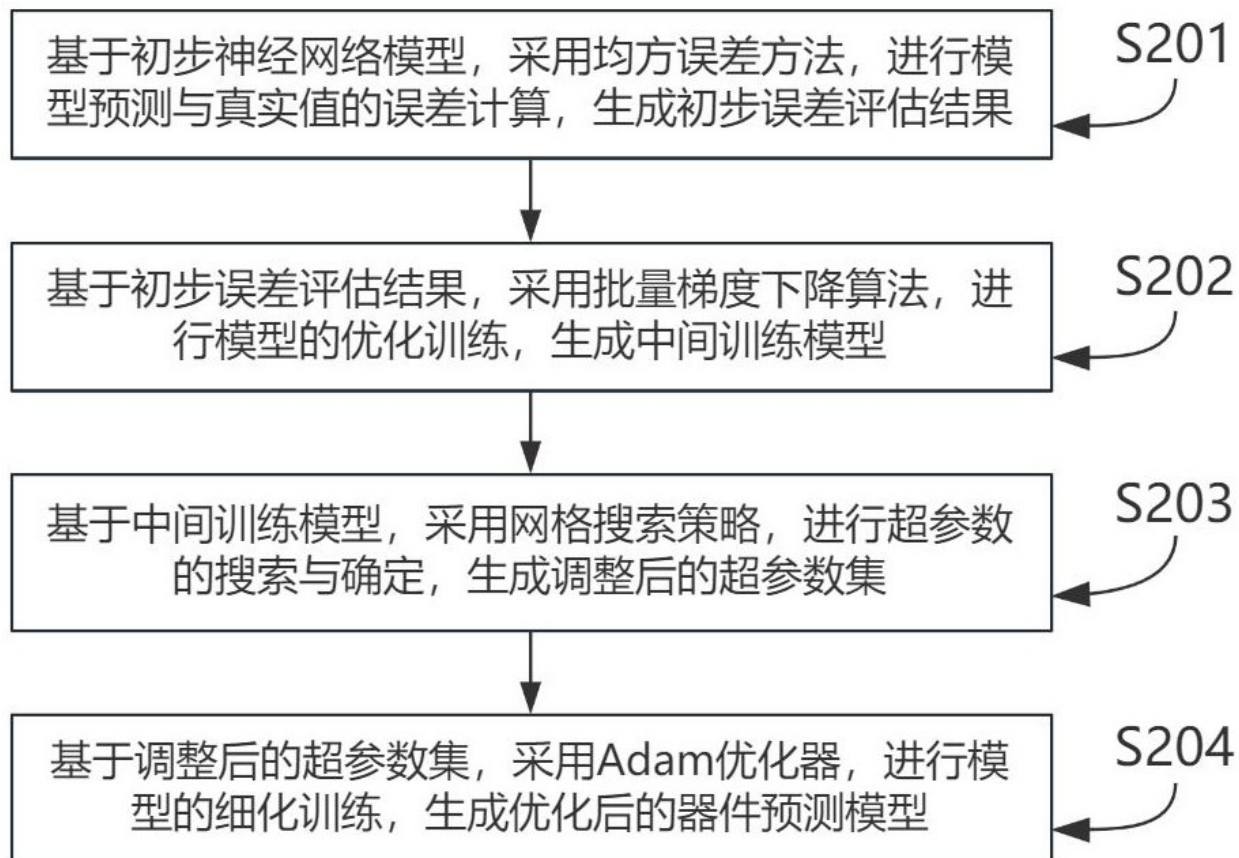 基于初步神经网络模型，采用均方误差方法，进行模
型预测与真实值的误差计算，生成初步误差评估结果
S201
基于初步误差评估结果，采用批量梯度下降算法，进
行模型的优化训练，生成中间训练模型
S202
基于中间训练模型，采用网格搜索策略，进行超参数
的搜索与确定，生成调整后的超参数集
S203
基于调整后的超参数集，采用Adam优化器，进行模
型的细化训练，生成优化后的器件预测模型
S204